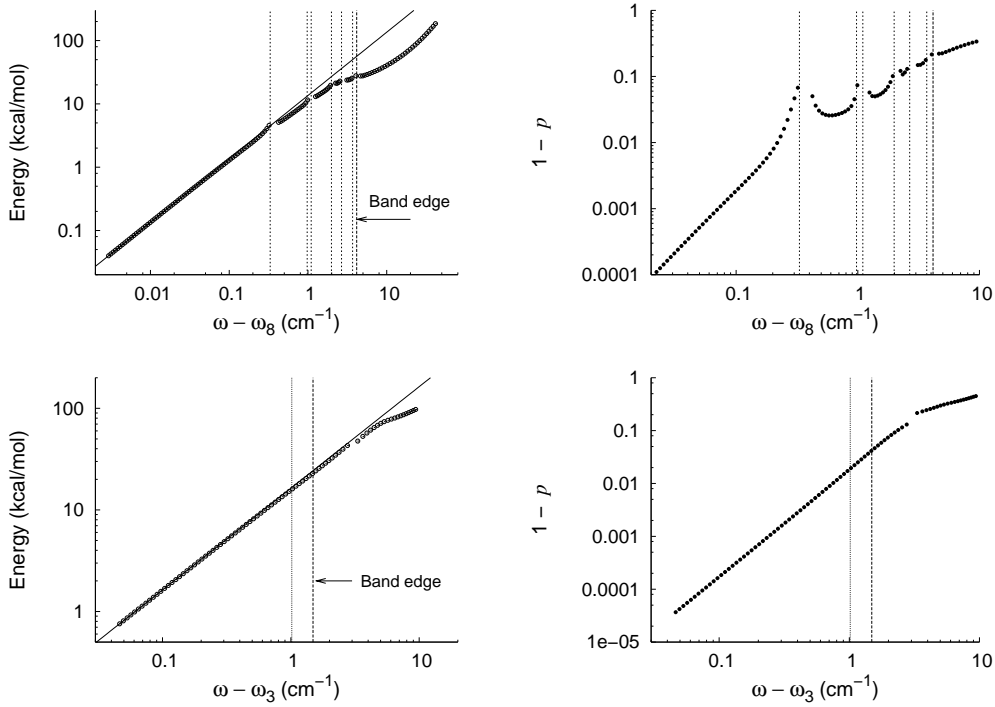 Energy (kcal/mol)
100
10
1
0.1
0.01
0.1
1
10
ω − ω₈ (cm⁻¹)
Band edge
1 − p
1
0.1
0.01
0.001
0.0001
0.1
1
10
ω − ω₈ (cm⁻¹)
Energy (kcal/mol)
100
10
1
0.1
1
10
ω − ω₃ (cm⁻¹)
Band edge
1 − p
1
0.1
0.01
0.001
0.0001
1e−05
0.1
1
10
ω − ω₃ (cm⁻¹)